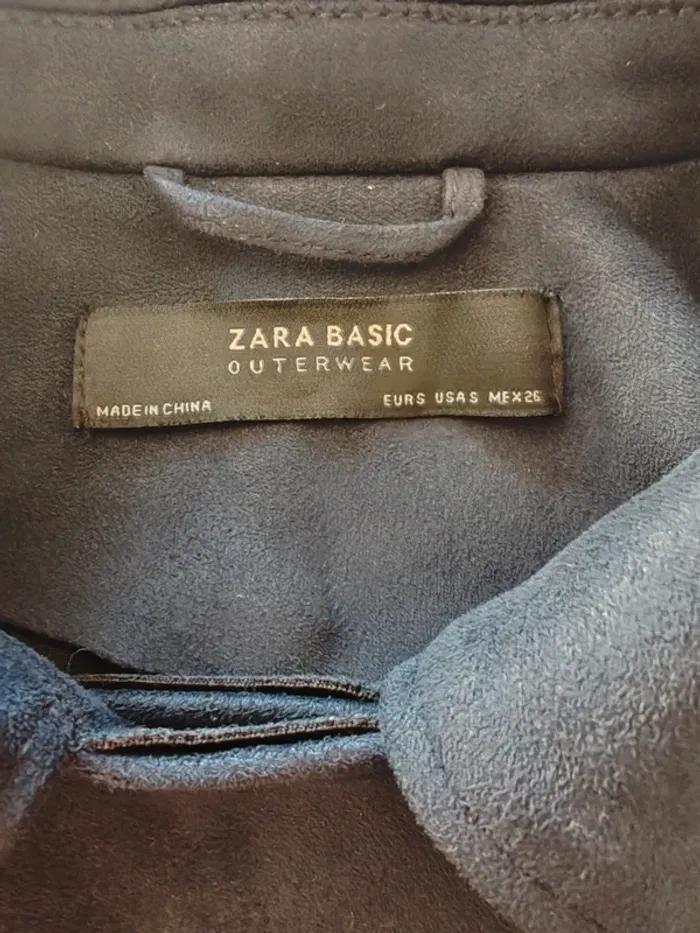 ZARA BASIC
OUTERWEAR
MADE IN CHINA
EUR S USA S MEX 26